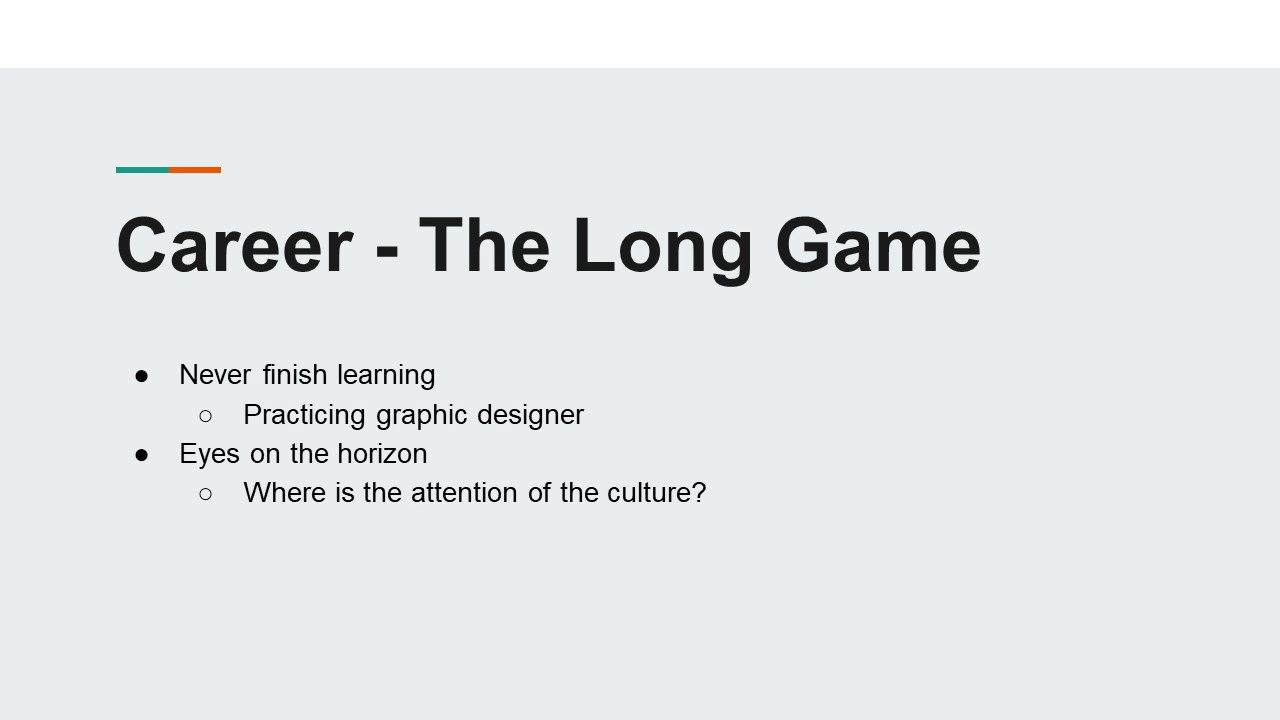 Career - The Long Game
● Never finish learning
○ Practicing graphic designer
● Eyes on the horizon
○ Where is the attention of the culture?